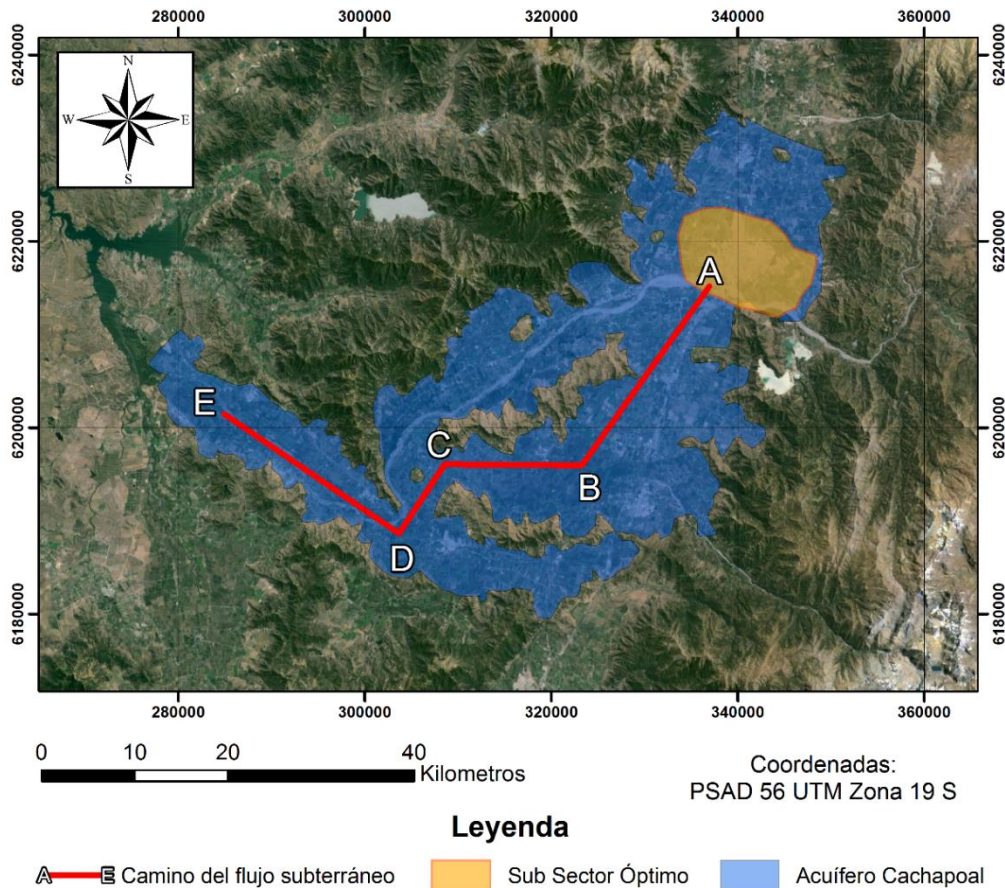 280000 300000 320000 340000 360000
6240000 6240000
N
W E
S
6220000 6220000
A
6200000 6200000
E
C
B
D
6180000 6180000
280000 300000 320000 340000 360000
0 10 20 40
Kilometros
Coordenadas:
PSAD 56 UTM Zona 19 S
Leyenda
A E Camino del flujo subterráneo Sub Sector Óptimo Acuífero Cachapoal